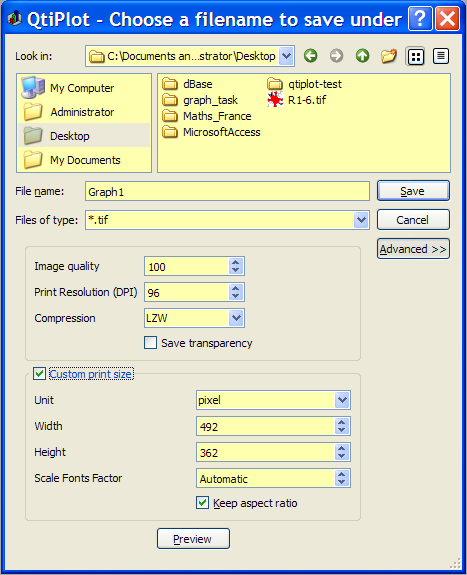 QtiPlot - Choose a filename to save under
Look in: C:\Documents an...strator\Desktop
My Computer
Administrator
Desktop
My Documents
dBase
graph_task
Maths_France
MicrosoftAccess
qtiplot-test
R1-6.tif
File name: Graph1 Save
Files of type: *.tif Cancel
Advanced >>
Image quality 100
Print Resolution (DPI) 96
Compression LZW
Save transparency
Custom print size
Unit pixel
Width 492
Height 362
Scale Fonts Factor Automatic
Keep aspect ratio
Preview